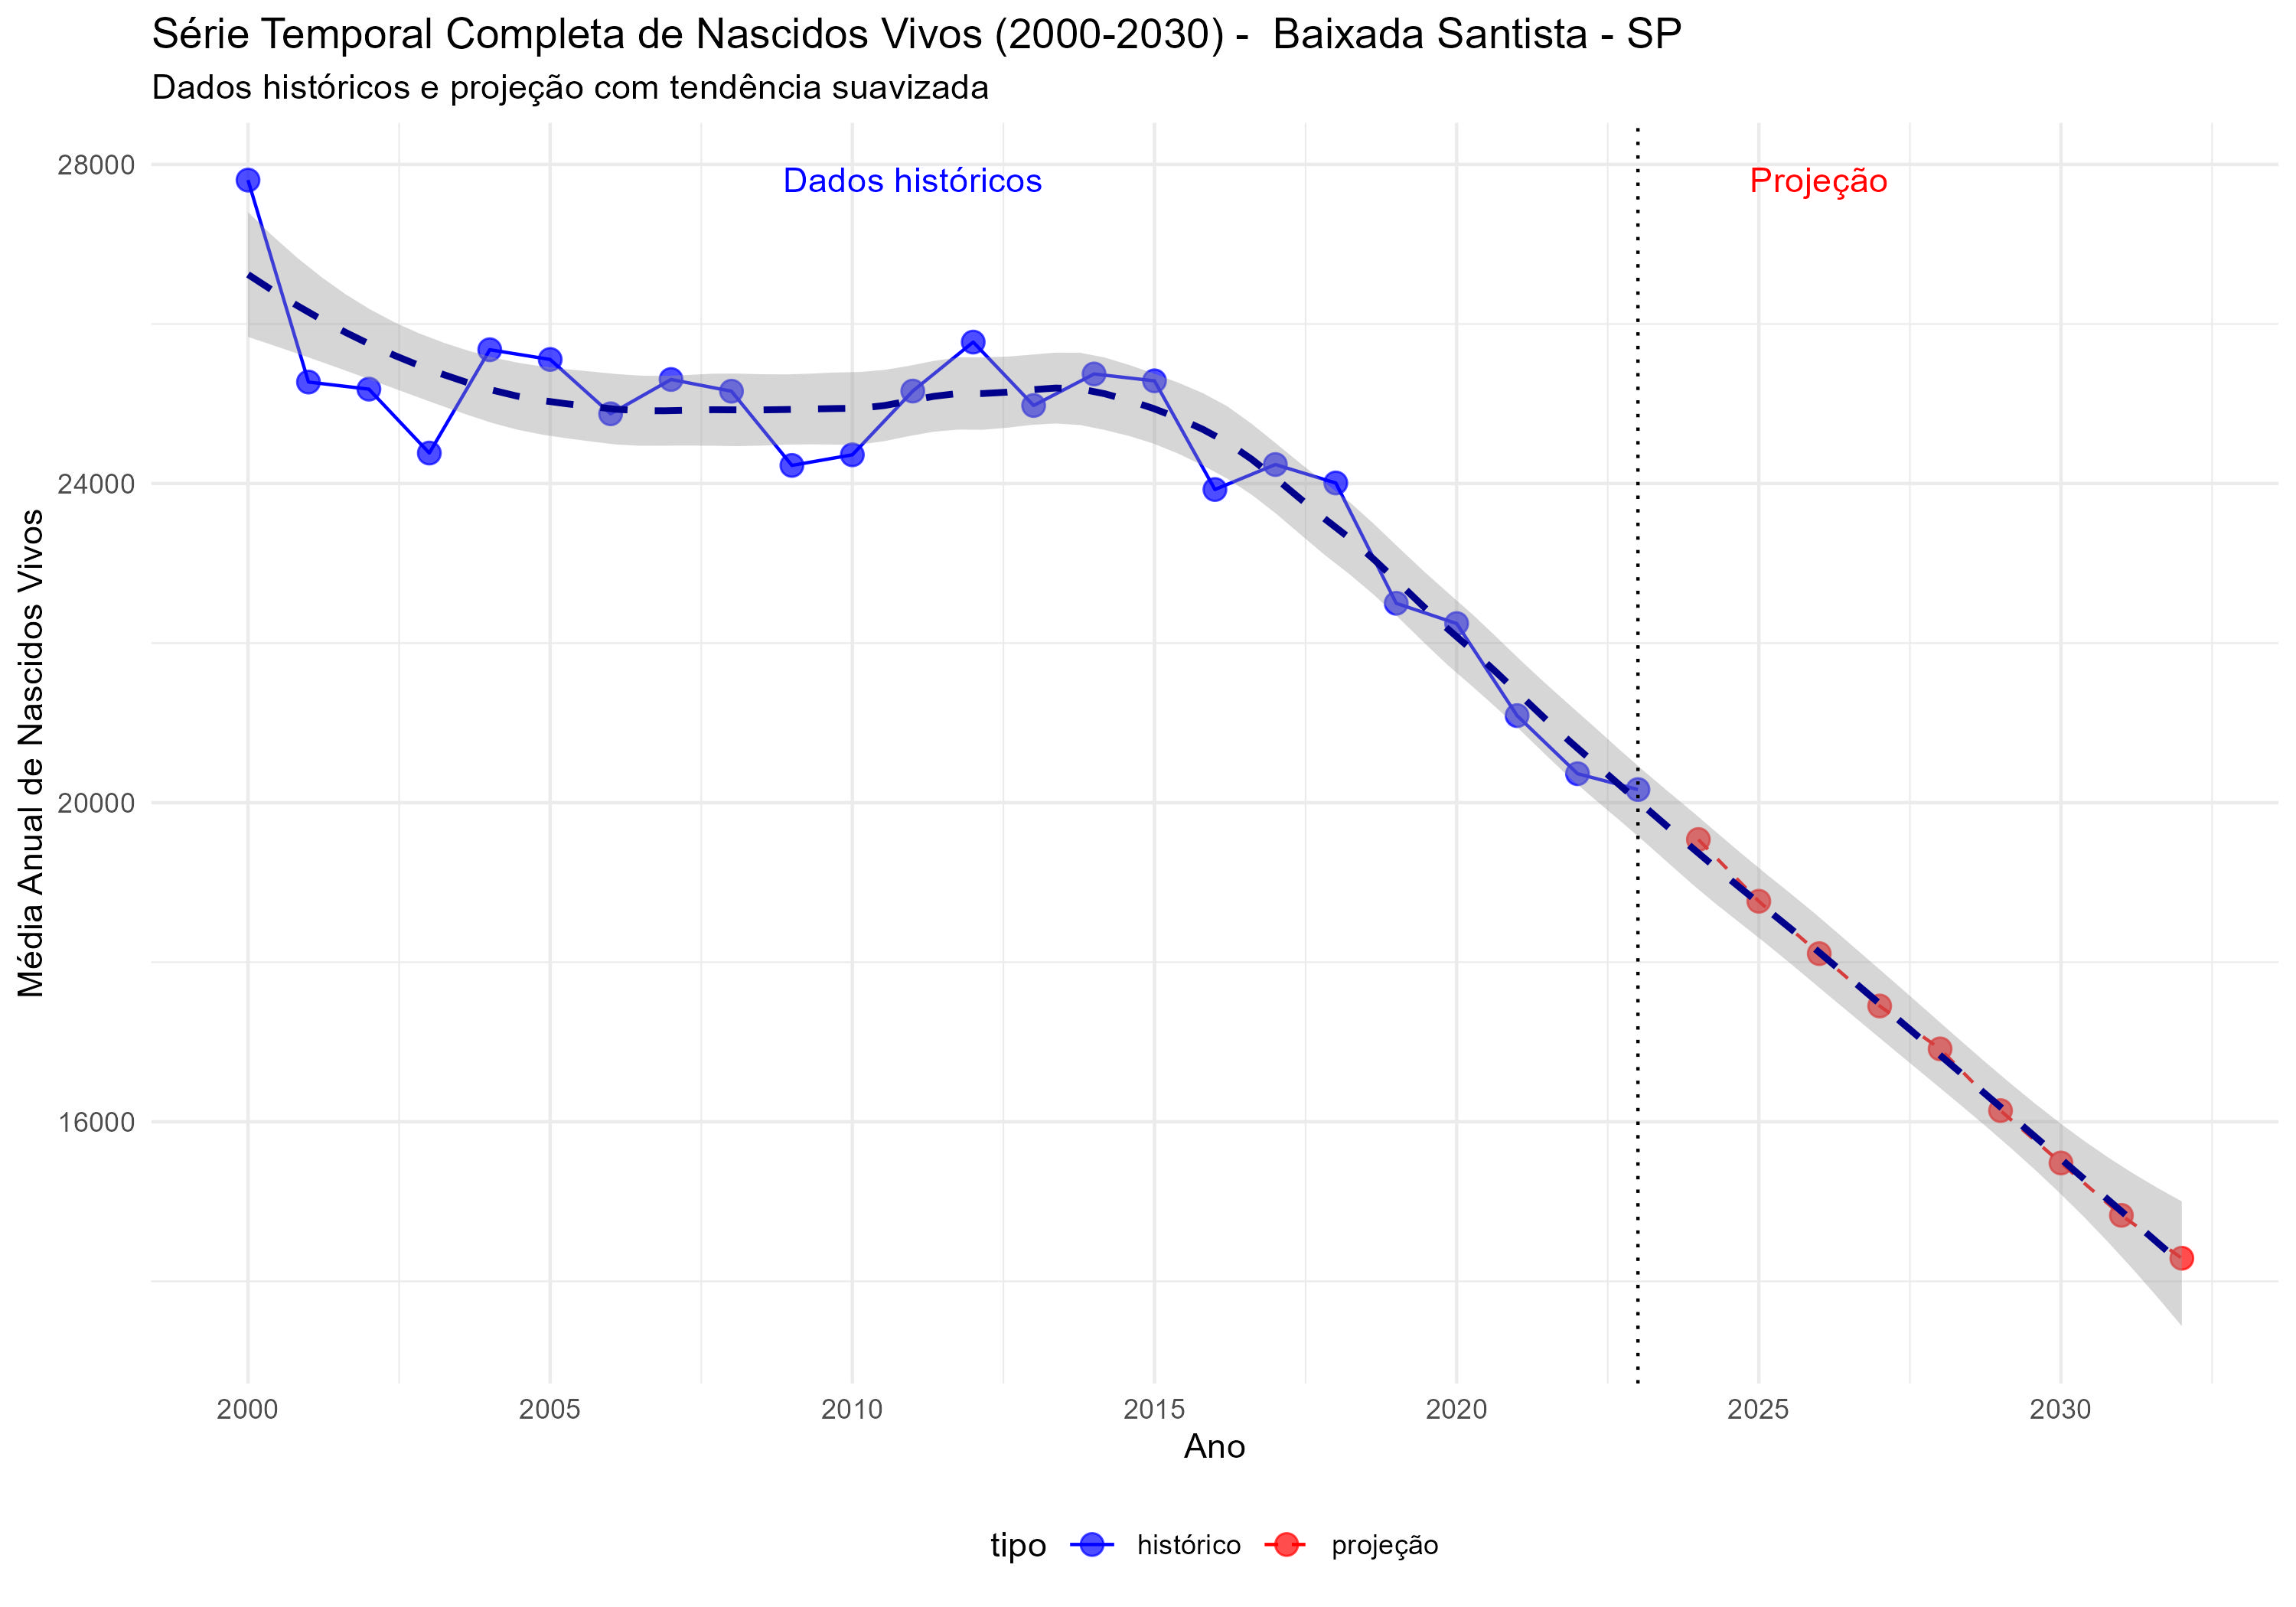 Série Temporal Completa de Nascidos Vivos (2000-2030) -  Baixada Santista - SP
Dados históricos e projeção com tendência suavizada
Média Anual de Nascidos Vivos
28000
24000
20000
16000
Dados históricos
Projeção
2000 2005 2010 2015 2020 2025 2030
Ano
tipo histórico projeção